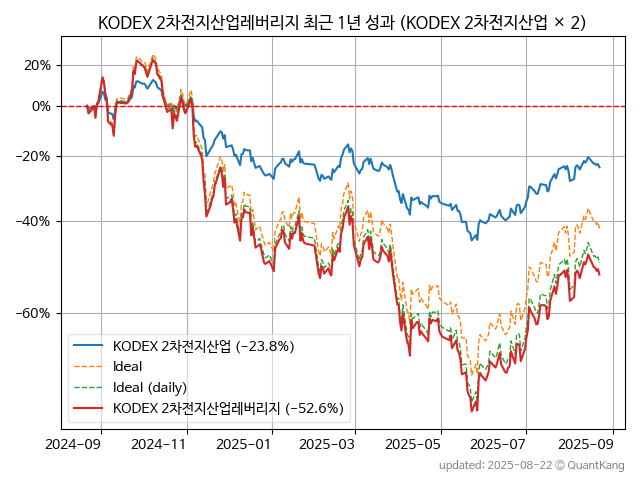 KODEX 2차전지산업레버리지 최근 1년 성과 (KODEX 2차전지산업 × 2)
20%
0%
−20%
−40%
−60%
KODEX 2차전지산업 (−23.8%)
Ideal
Ideal (daily)
KODEX 2차전지산업레버리지 (−52.6%)
2024-09 2024-11 2025-01 2025-03 2025-05 2025-07 2025-09
updated: 2025-08-22 © QuantKang